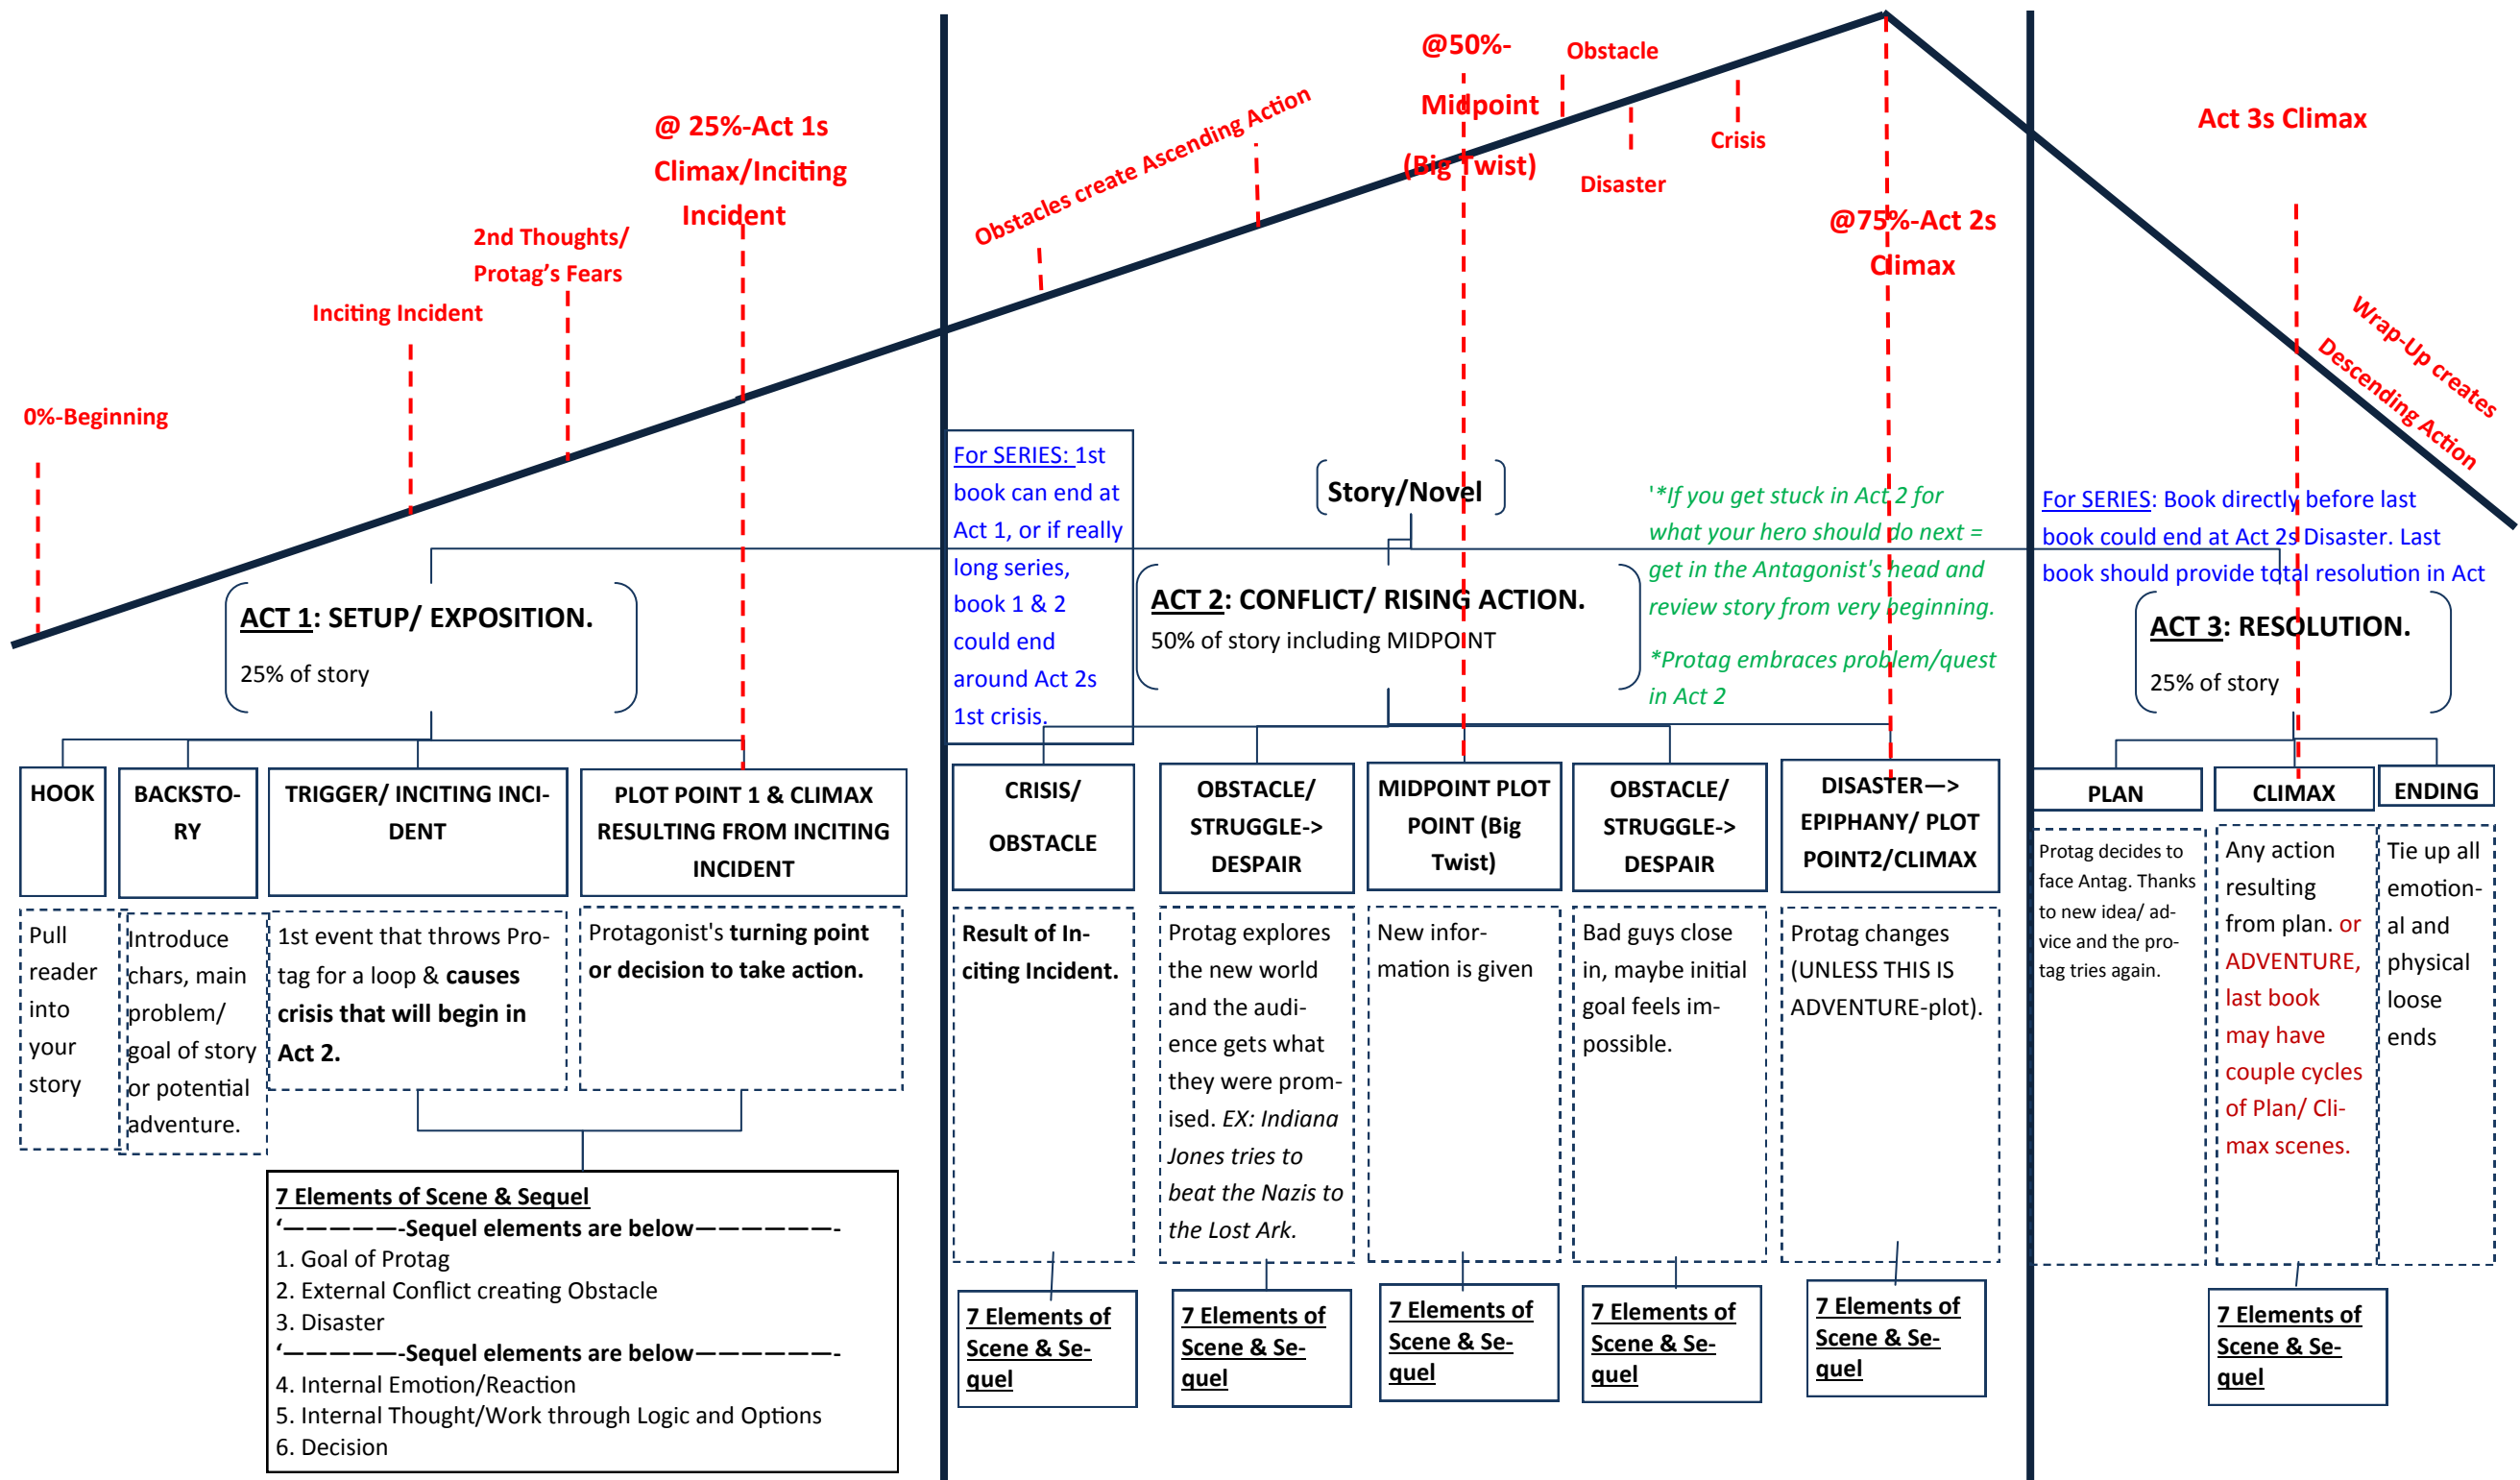 @50%-
Midpoint
(Big Twist)
Obstacle
Disaster
Crisis
@ 25%-Act 1s
Climax/Inciting
Incident
Obstacles create Ascending Action
Act 3s Climax
@75%-Act 2s
Climax
2nd Thoughts/
Protag's Fears
Inciting Incident
0%-Beginning
Wrap-Up creates
Descending Action
For SERIES: 1st
book can end at
Act 1, or if really
long series,
book 1 & 2
could end
around Act 2s
1st crisis.
Story/Novel
'*If you get stuck in Act 2 for
what your hero should do next =
get in the Antagonist's head and
review story from very beginning.
*Protag embraces problem/quest
in Act 2
For SERIES: Book directly before last
book could end at Act 2s Disaster. Last
book should provide total resolution in Act
ACT 1: SETUP/ EXPOSITION.
25% of story
ACT 2: CONFLICT/ RISING ACTION.
50% of story including MIDPOINT
ACT 3: RESOLUTION.
25% of story
HOOK
BACKSTO-
RY
TRIGGER/ INCITING INCI-
DENT
PLOT POINT 1 & CLIMAX
RESULTING FROM INCITING
INCIDENT
CRISIS/
OBSTACLE
OBSTACLE/
STRUGGLE->
DESPAIR
MIDPOINT PLOT
POINT (Big
Twist)
OBSTACLE/
STRUGGLE->
DESPAIR
DISASTER—>
EPIPHANY/ PLOT
POINT2/CLIMAX
PLAN
CLIMAX
ENDING
Pull
reader
into
your
story
Introduce
chars, main
problem/
goal of story
or potential
adventure.
1st event that throws Pro-
tag for a loop & causes
crisis that will begin in
Act 2.
Protagonist's turning point
or decision to take action.
Result of In-
citing Incident.
Protag explores
the new world
and the audi-
ence gets what
they were prom-
ised. EX: Indiana
Jones tries to
beat the Nazis to
the Lost Ark.
New infor-
mation is given
Bad guys close
in, maybe initial
goal feels im-
possible.
Protag changes
(UNLESS THIS IS
ADVENTURE-plot).
Protag decides to
face Antag. Thanks
to new idea/ ad-
vice and the pro-
tag tries again.
Any action
resulting
from plan. or
ADVENTURE,
last book
may have
couple cycles
of Plan/ Cli-
max scenes.
Tie up all
emotion-
al and
physical
loose
ends
7 Elements of Scene & Sequel
‘—————-Sequel elements are below——————-
1. Goal of Protag
2. External Conflict creating Obstacle
3. Disaster
‘—————-Sequel elements are below——————-
4. Internal Emotion/Reaction
5. Internal Thought/Work through Logic and Options
6. Decision
7 Elements of
Scene & Se-
quel
7 Elements of
Scene & Se-
quel
7 Elements of
Scene & Se-
quel
7 Elements of
Scene & Se-
quel
7 Elements of
Scene & Se-
quel
7 Elements of
Scene & Se-
quel